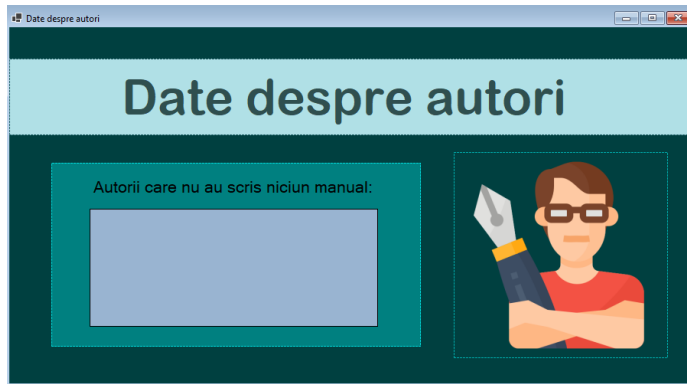 Date despre autori
Date despre autori
Autorii care nu au scris niciun manual: